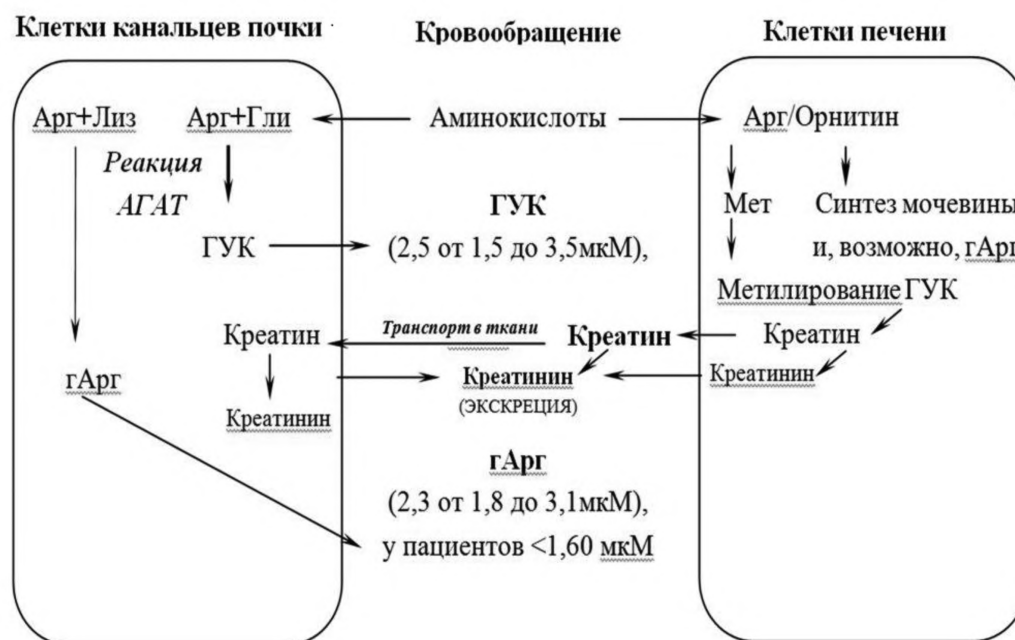 Клетки канальцев почки
Кровообращение
Клетки печени
Арг+Лиз
Арг+Гли
Аминокислоты
Арг/Орнитин
Реакция
АГАТ
ГУК
ГУК
(2,5 от 1,5 до 3,5мкМ),
Мет
Синтез мочевины
и, возможно, гАрг
Метилирование ГУК
Креатин
Транспорт в ткани
Креатин
Креатин
гАрг
Креатинин
Креатинин
(ЭКСКРЕЦИЯ)
Креатинин
гАрг
(2,3 от 1,8 до 3,1мкМ),
у пациентов <1,60 мкМ